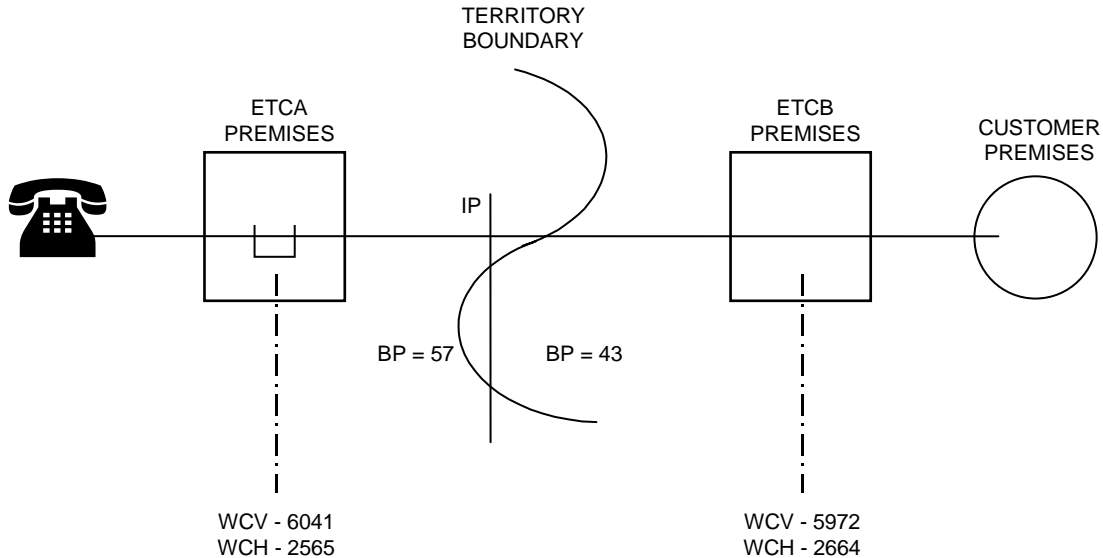 TERRITORY
BOUNDARY
ETCA
PREMISES
ETCB
PREMISES
CUSTOMER
PREMISES
IP
BP = 57
BP = 43
WCV - 6041
WCH - 2565
WCV - 5972
WCH - 2664